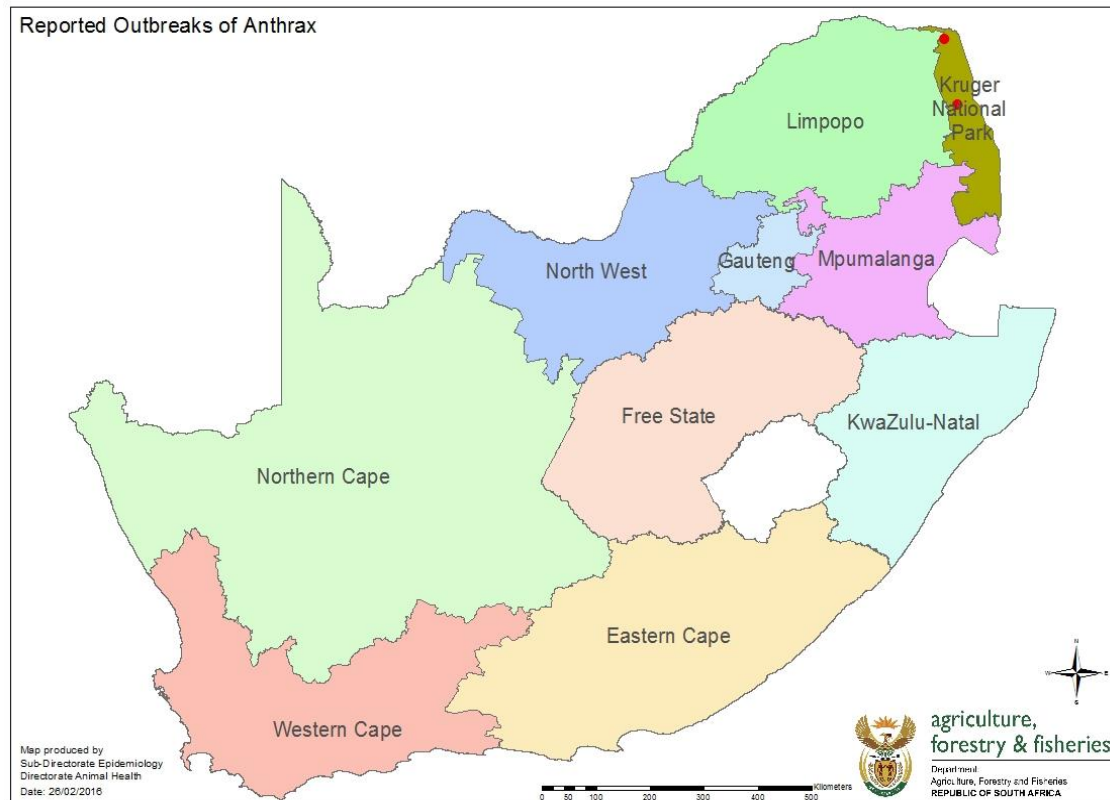 Reported Outbreaks of Anthrax
Kruger
National
Park
Limpopo
North West
Gauteng
Mpumalanga
Free State
KwaZulu-Natal
Northern Cape
Eastern Cape
Western Cape
N
W
E
S
Map produced by
Sub-Directorate Epidemiology
Directorate Animal Health
Date: 26/02/2016
Kilometers
0 50 100 200 300 400 500
agriculture,
forestry & fisheries
Department:
Agriculture, Forestry and Fisheries
REPUBLIC OF SOUTH AFRICA